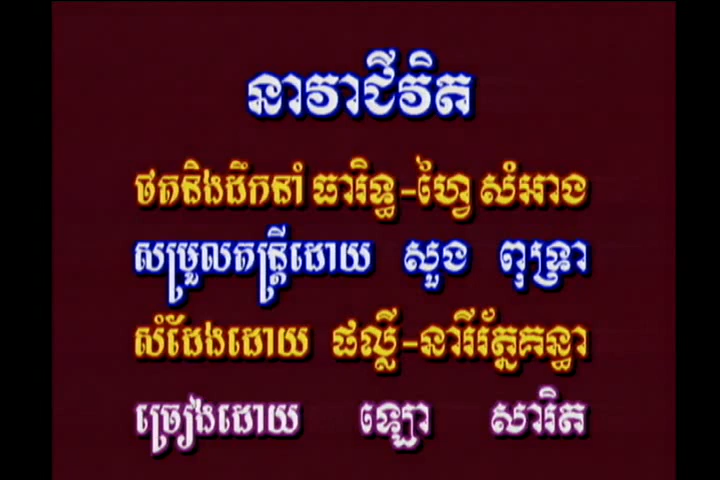 នាវាជីវិត
ថតនិងដឹកនាំ ធារិទ្ធ-ហ្វៃ សំអាង
សម្រួលតន្ត្រីដោយ សួង ពុទ្រា
សំដែងដោយ ផល្លី-នារីរ័ត្នគន្ធា
ច្រៀងដោយ ឡោ សារិត